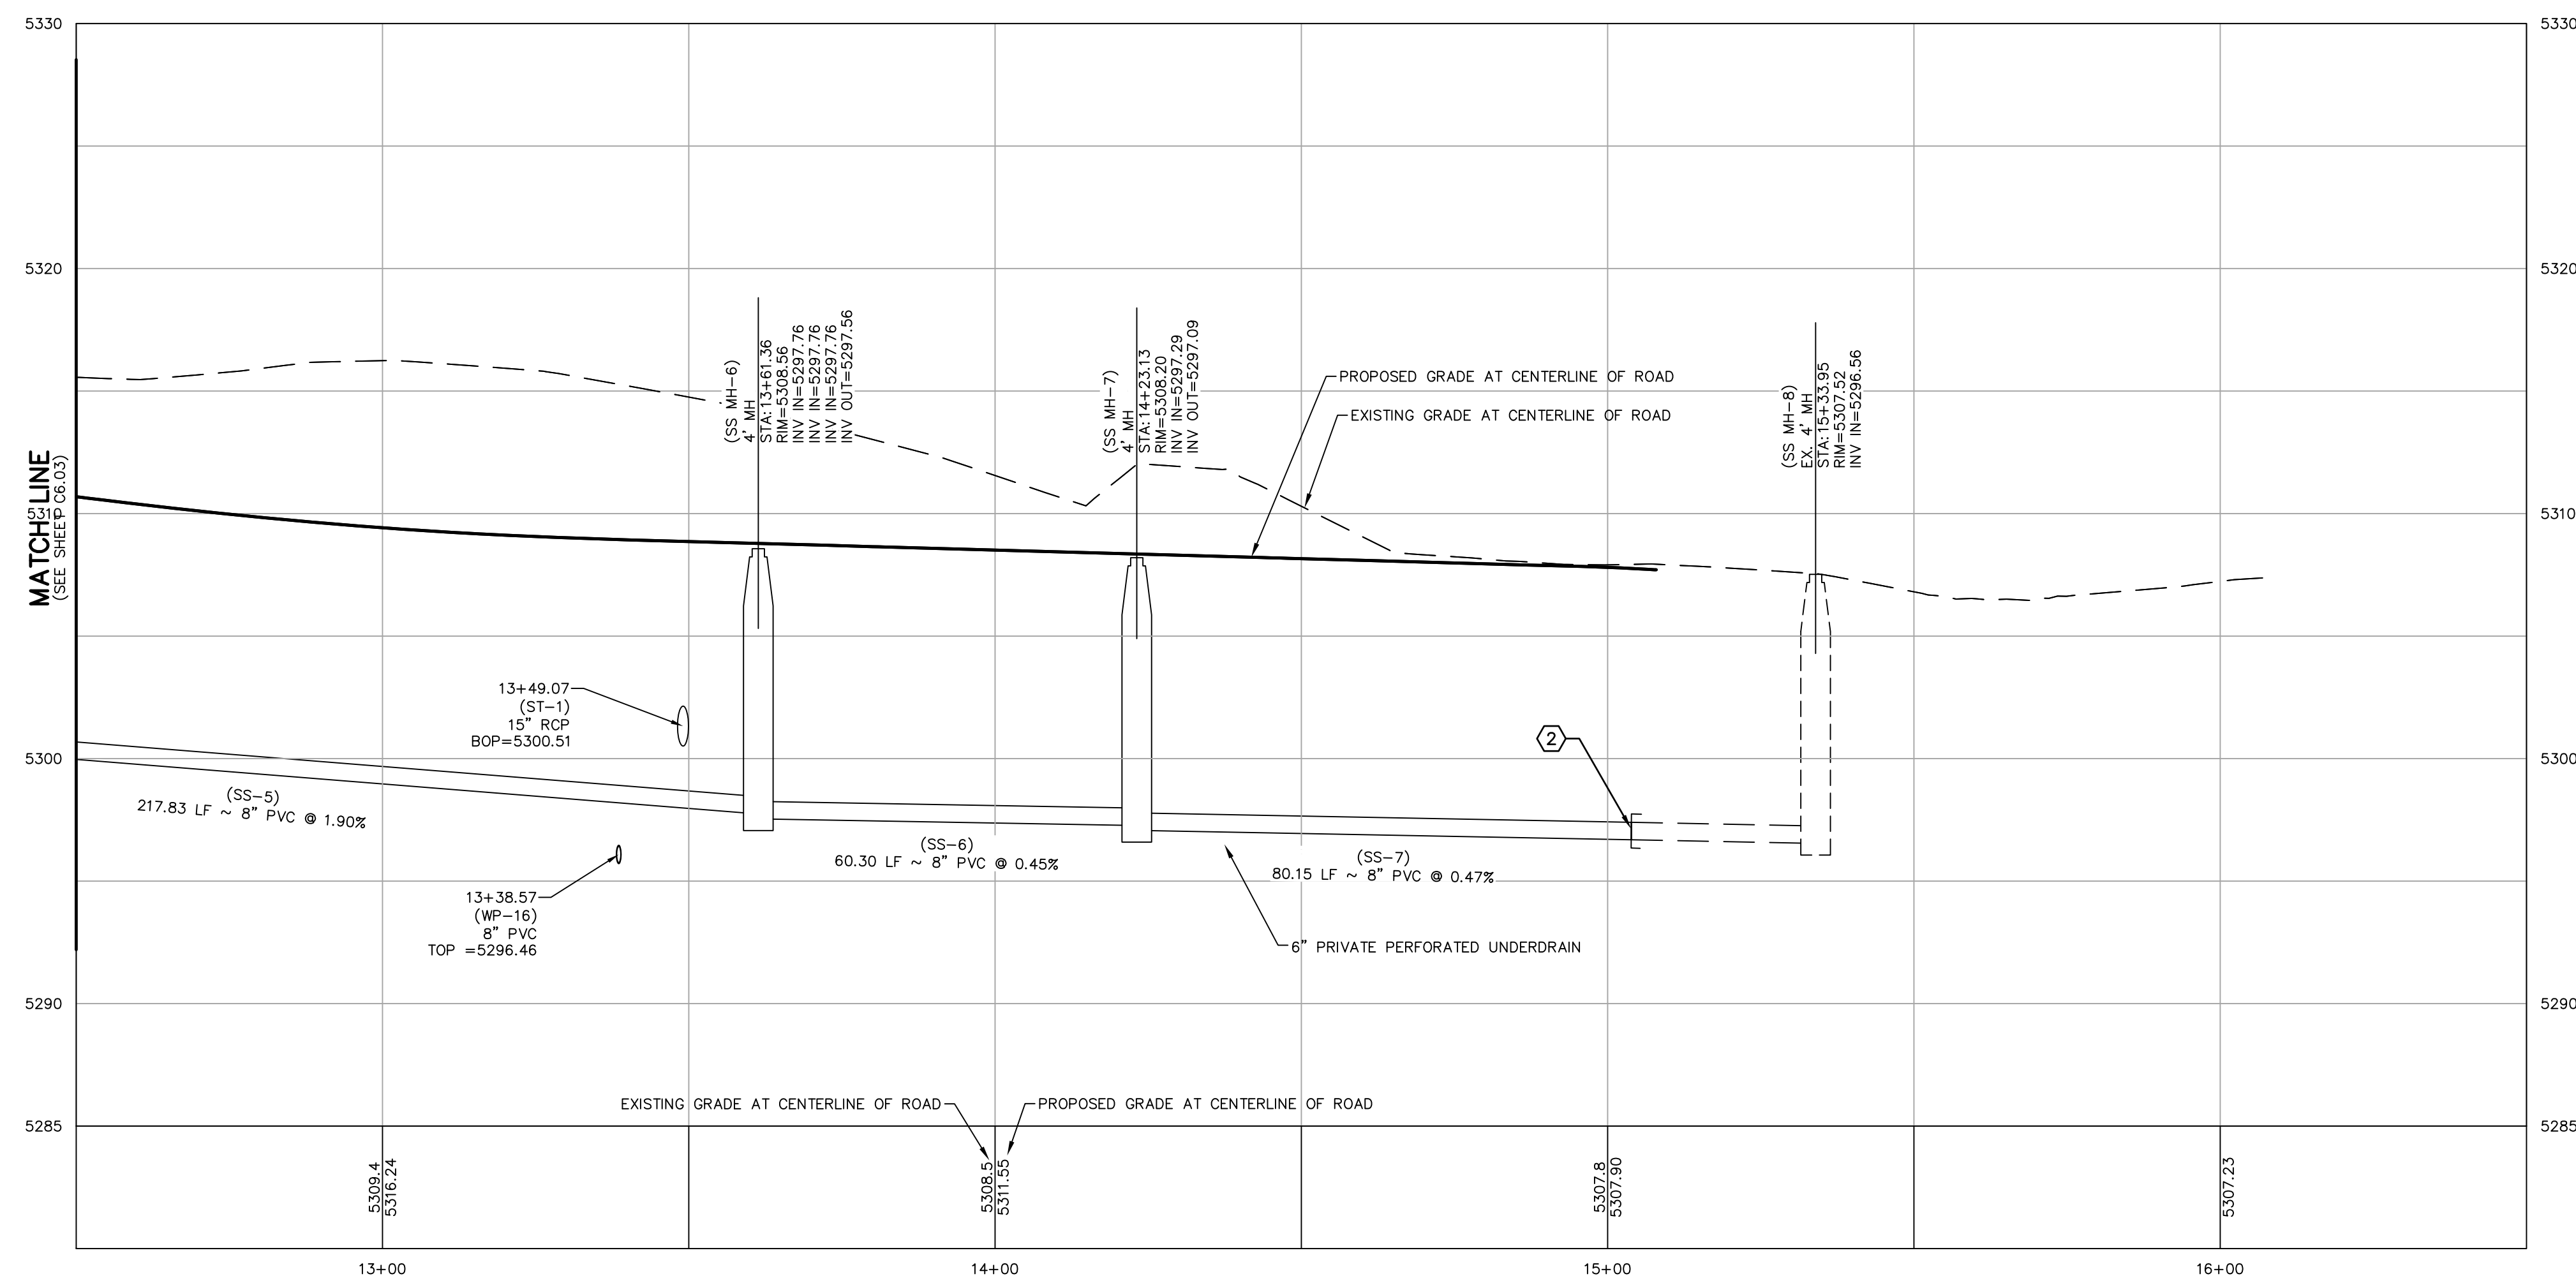 5330
5330
5320
5320
(SS MH-6)
4' MH
STA:13+61.36
RIM=5308.56
INV IN=5297.76
INV IN=5297.76
INV IN=5297.76
INV OUT=5297.56
(SS MH-7)
4' MH
STA:14+23.13
RIM=5308.20
INV IN=5297.29
INV OUT=5297.09
PROPOSED GRADE AT CENTERLINE OF ROAD
EXISTING GRADE AT CENTERLINE OF ROAD
(SS MH-8)
EX. 4' MH
STA:15+33.95
RIM=5307.52
INV IN=5296.56
MATCHLINE
(SEE SHEET C6.03)
5310
5310
13+49.07
(ST-1)
15" RCP
BOP=5300.51
2
5300
5300
(SS-5)
217.83 LF ~ 8" PVC @ 1.90%
(SS-6)
60.30 LF ~ 8" PVC @ 0.45%
(SS-7)
80.15 LF ~ 8" PVC @ 0.47%
13+38.57
(WP-16)
8" PVC
TOP =5296.46
6" PRIVATE PERFORATED UNDERDRAIN
5290
5290
EXISTING GRADE AT CENTERLINE OF ROAD
PROPOSED GRADE AT CENTERLINE OF ROAD
5285
5285
5309.4
5316.24
5308.5
5311.55
5307.8
5307.90
5307.23
13+00
14+00
15+00
16+00